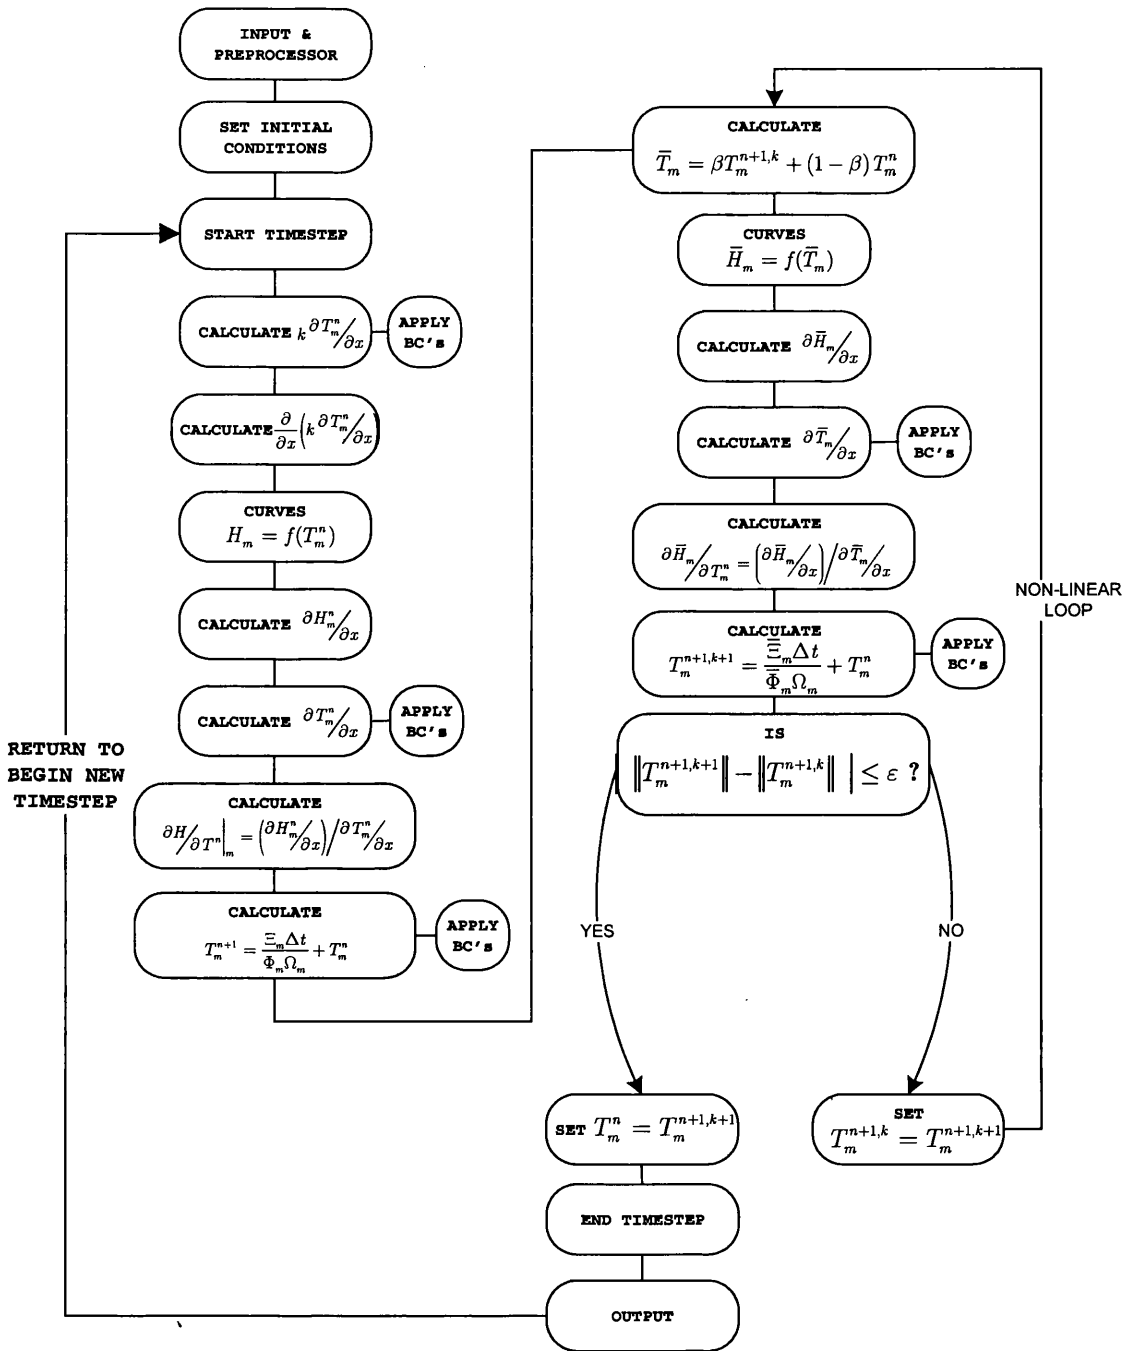 INPUT &
PREPROCESSOR
SET INITIAL
CONDITIONS
START TIMESTEP
CALCULATE k ∂T_m^n/∂x
APPLY
BC's
CALCULATE ∂/∂x (k ∂T_m^n/∂x)
CURVES
H_m = f(T_m^n)
CALCULATE ∂H_m^n/∂x
CALCULATE ∂T_m^n/∂x
APPLY
BC's
CALCULATE
∂H/∂T^n|_m = (∂H_m^n/∂x)/∂T_m^n/∂x
CALCULATE
T_m^{n+1} = Ξ_m Δt / Φ_m Ω_m + T_m^n
APPLY
BC's
RETURN TO
BEGIN NEW
TIMESTEP
CALCULATE
T̄_m = βT_m^{n+1,k} + (1 − β) T_m^n
CURVES
H̄_m = f(T̄_m)
CALCULATE ∂H̄_m/∂x
CALCULATE ∂T̄_m/∂x
APPLY
BC's
CALCULATE
∂H̄_m/∂T_m^n = (∂H̄_m/∂x)/∂T̄_m/∂x
CALCULATE
T_m^{n+1,k+1} = Ξ̄_m Δt / Φ̄_m Ω_m + T_m^n
APPLY
BC's
IS
| ‖T_m^{n+1,k+1}‖ − ‖T_m^{n+1,k}‖ | ≤ ε ?
NON-LINEAR
LOOP
YES
NO
SET T_m^n = T_m^{n+1,k+1}
SET
T_m^{n+1,k} = T_m^{n+1,k+1}
END TIMESTEP
OUTPUT